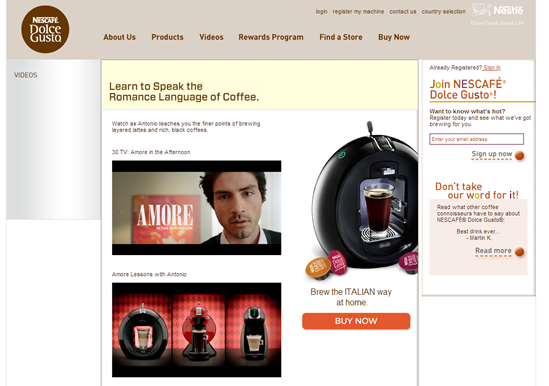 login register my machine contact us country selection
Nestlé
Good Food, Good Life
NESCAFÉ
Dolce
Gusto
About Us Products Videos Rewards Program Find a Store Buy Now
VIDEOS
Learn to Speak the
Romance Language of Coffee.
Watch as Antonio teaches you the finer points of brewing
layered lattes and rich, black coffees.
30 TV: Amore in the Afternoon
AMORE
IN THE AFTERNOON
Amore Lessons with Antonio
Brew the ITALIAN way
at home.
BUY NOW
Already Registered? Sign In
Join NESCAFÉ®
Dolce Gusto®!
Want to know what's hot?
Register today and see what we've got
brewing for you.
Enter your email address
Sign up now
Don't take
our word for it!
Read what other coffee
connoisseurs have to say about
NESCAFÉ® Dolce Gusto®
Best drink ever...
- Martin K.
Read more